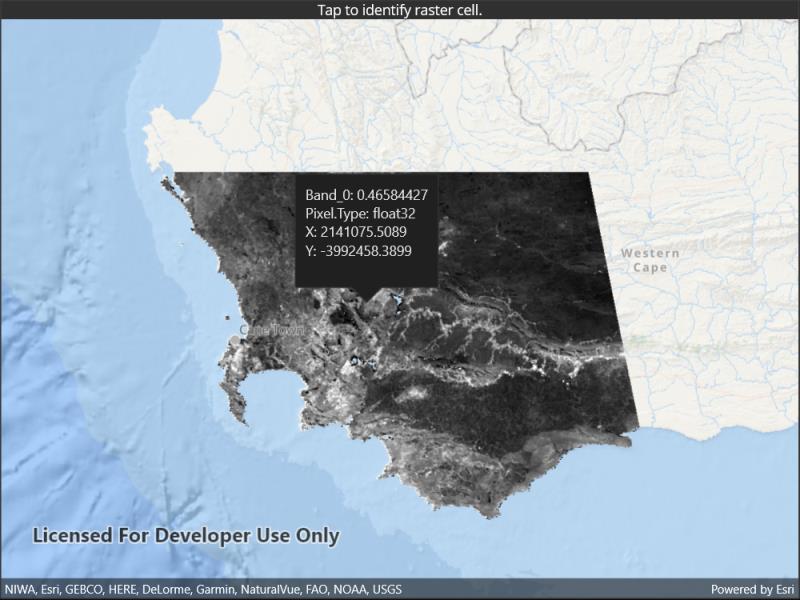 Tap to identify raster cell.
Band_0: 0.46584427
Pixel.Type: float32
X: 2141075.5089
Y: -3992458.3899
Western
Cape
Cape Town
Licensed For Developer Use Only
NIWA, Esri, GEBCO, HERE, DeLorme, Garmin, NaturalVue, FAO, NOAA, USGS
Powered by Esri